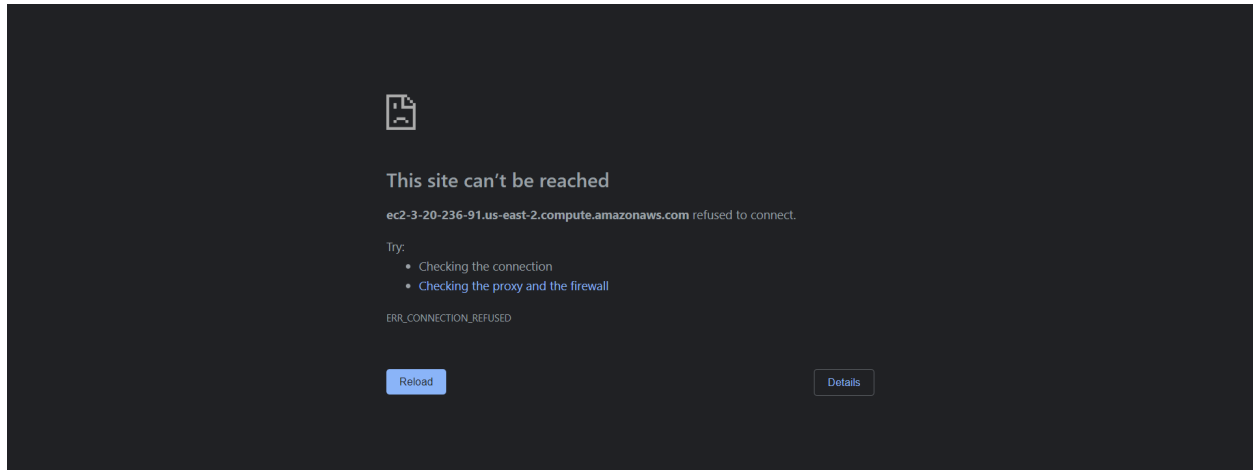 This site can’t be reached
ec2-3-20-236-91.us-east-2.compute.amazonaws.com refused to connect.
Try:
• Checking the connection
• Checking the proxy and the firewall
ERR_CONNECTION_REFUSED
Reload
Details